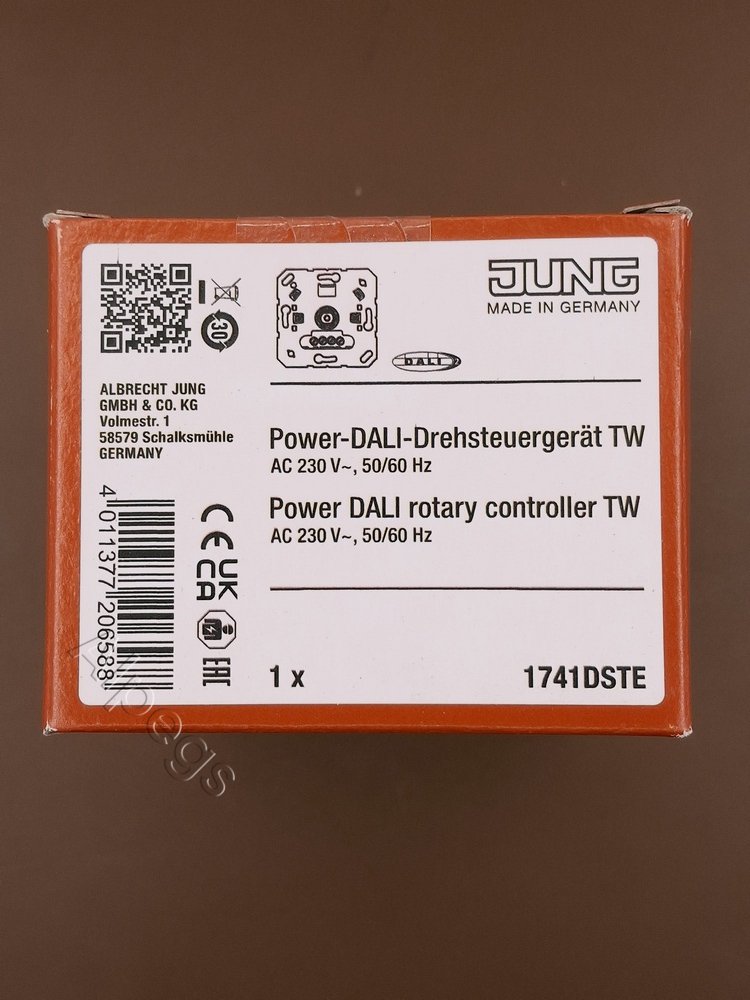 JUNG
MADE IN GERMANY
30
DALI 2
ALBRECHT JUNG
GMBH & CO. KG
Volmestr. 1
58579 Schalksmühle
GERMANY
Power-DALI-Drehsteuergerät TW
AC 230 V~, 50/60 Hz
Power DALI rotary controller TW
AC 230 V~, 50/60 Hz
4 011377 206588
CE
UK
CA
EAC
1 x
1741DSTE
Alpegs